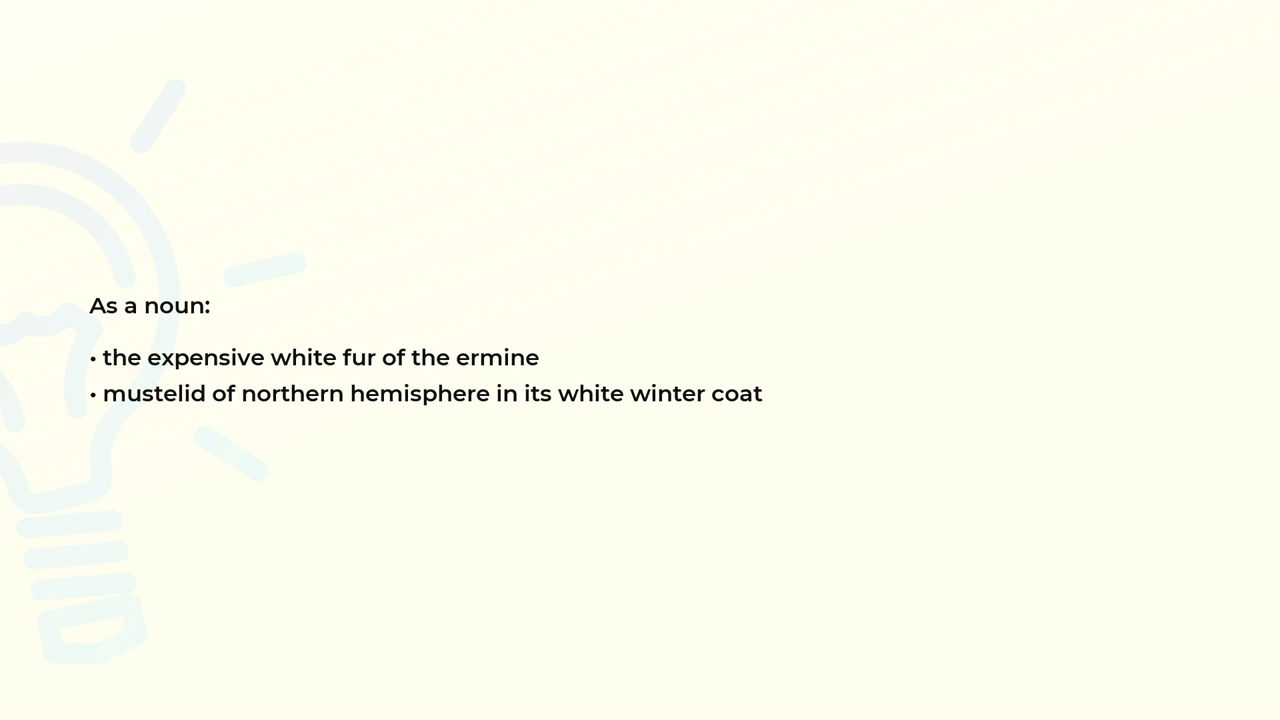 As a noun:
• the expensive white fur of the ermine
• mustelid of northern hemisphere in its white winter coat